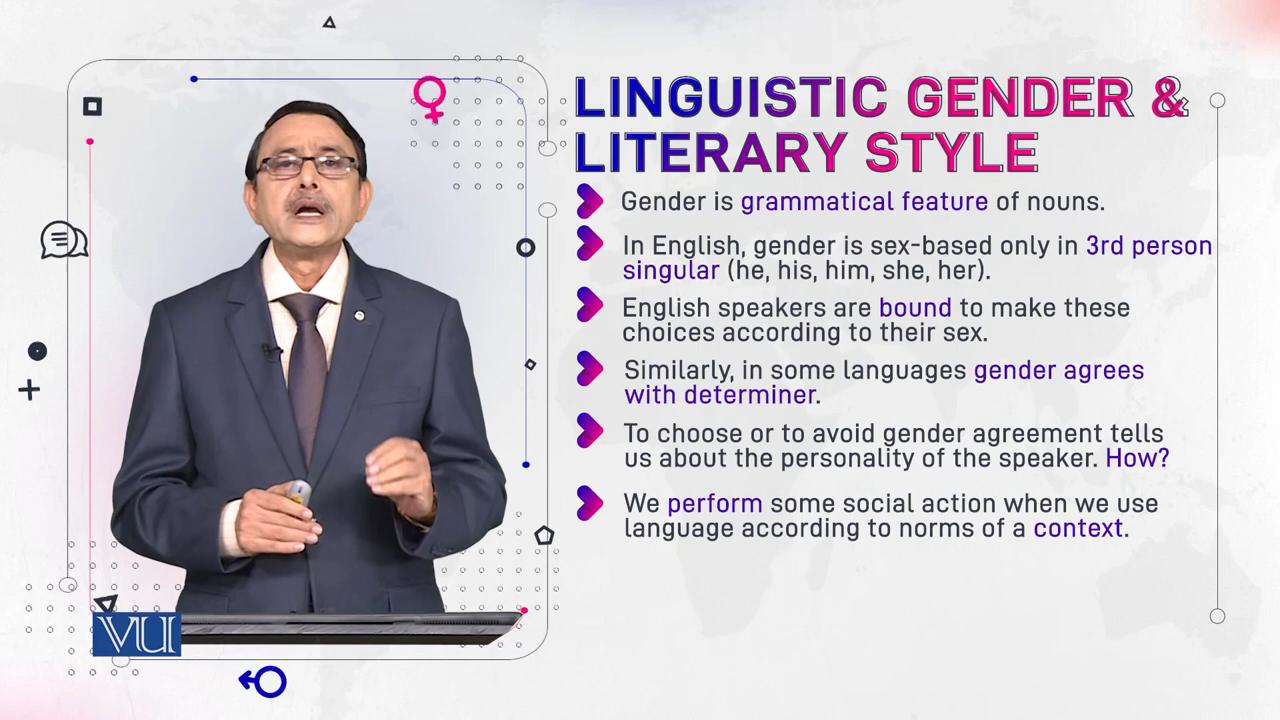 LINGUISTIC GENDER &
LITERARY STYLE
Gender is grammatical feature of nouns.
In English, gender is sex-based only in 3rd person
singular (he, his, him, she, her).
English speakers are bound to make these
choices according to their sex.
Similarly, in some languages gender agrees
with determiner.
To choose or to avoid gender agreement tells
us about the personality of the speaker. How?
We perform some social action when we use
language according to norms of a context.
VU